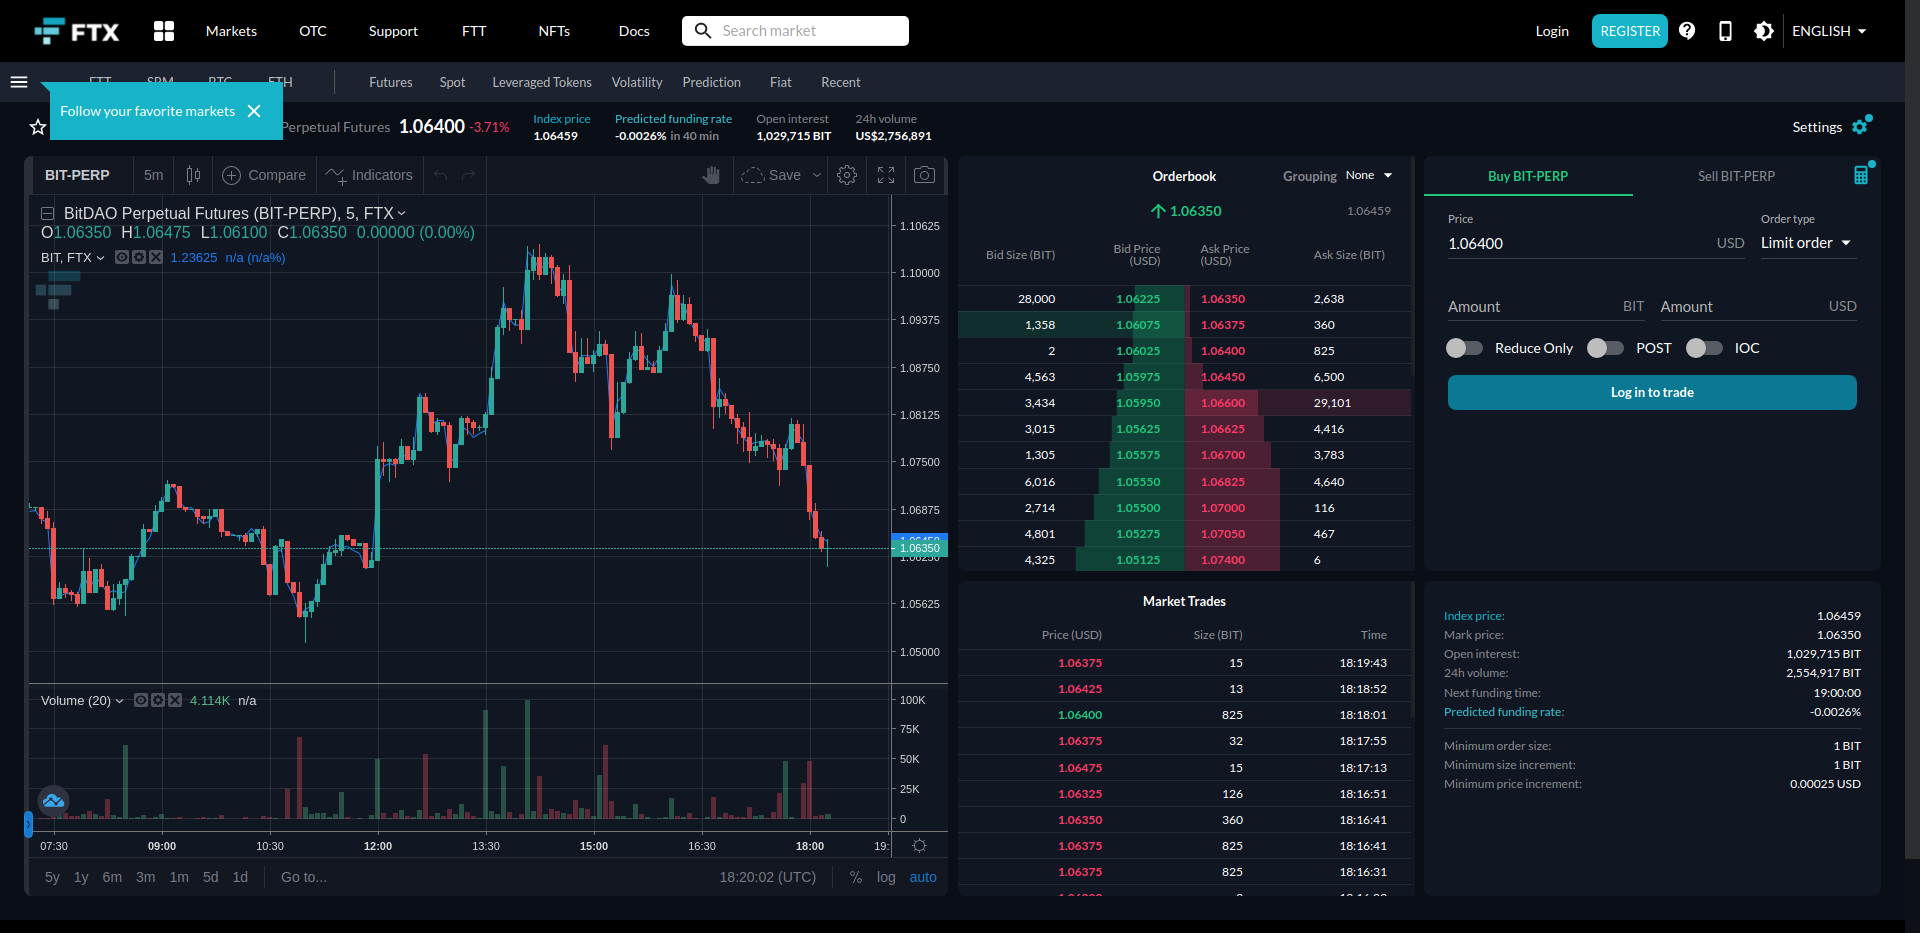 FTX Markets OTC Support FTT NFTs Docs Search market Login REGISTER ENGLISH
FTT SRM BTC ETH Futures Spot Leveraged Tokens Volatility Prediction Fiat Recent
Follow your favorite markets
Perpetual Futures 1.06400 -3.71%
Index price
1.06459
Predicted funding rate
-0.0026% in 40 min
Open interest
1,029,715 BIT
24h volume
US$2,756,891
Settings
BIT-PERP 5m Compare Indicators Save
BitDAO Perpetual Futures (BIT-PERP), 5, FTX
O1.06350 H1.06475 L1.06100 C1.06350 0.00000 (0.00%)
BIT, FTX 1.23625 n/a (n/a%)
1.10625
1.10000
1.09375
1.08750
1.08125
1.07500
1.06875
1.06350
1.05625
1.05000
Volume (20) 4.114K n/a
100K
75K
50K
25K
0
07:30 09:00 10:30 12:00 13:30 15:00 16:30 18:00 19:
5y 1y 6m 3m 1m 5d 1d Go to... 18:20:02 (UTC) % log auto
Orderbook Grouping None
1.06350 1.06459
Bid Size (BIT) Bid Price (USD) Ask Price (USD) Ask Size (BIT)
28,000 1.06225 1.06350 2,638
1,358 1.06075 1.06375 360
2 1.06025 1.06400 825
4,563 1.05975 1.06450 6,500
3,434 1.05950 1.06600 29,101
3,015 1.05625 1.06625 4,416
1,305 1.05575 1.06700 3,783
6,016 1.05550 1.06825 4,640
2,714 1.05500 1.07000 116
4,801 1.05275 1.07050 467
4,325 1.05125 1.07400 6
Market Trades
Price (USD) Size (BIT) Time
1.06375 15 18:19:43
1.06425 13 18:18:52
1.06400 825 18:18:01
1.06375 32 18:17:55
1.06475 15 18:17:13
1.06325 126 18:16:51
1.06350 360 18:16:41
1.06375 825 18:16:41
1.06375 825 18:16:31
Buy BIT-PERP Sell BIT-PERP
Price Order type
1.06400 USD Limit order
Amount BIT Amount USD
Reduce Only POST IOC
Log in to trade
Index price: 1.06459
Mark price: 1.06350
Open interest: 1,029,715 BIT
24h volume: 2,554,917 BIT
Next funding time: 19:00:00
Predicted funding rate: -0.0026%
Minimum order size: 1 BIT
Minimum size increment: 1 BIT
Minimum price increment: 0.00025 USD